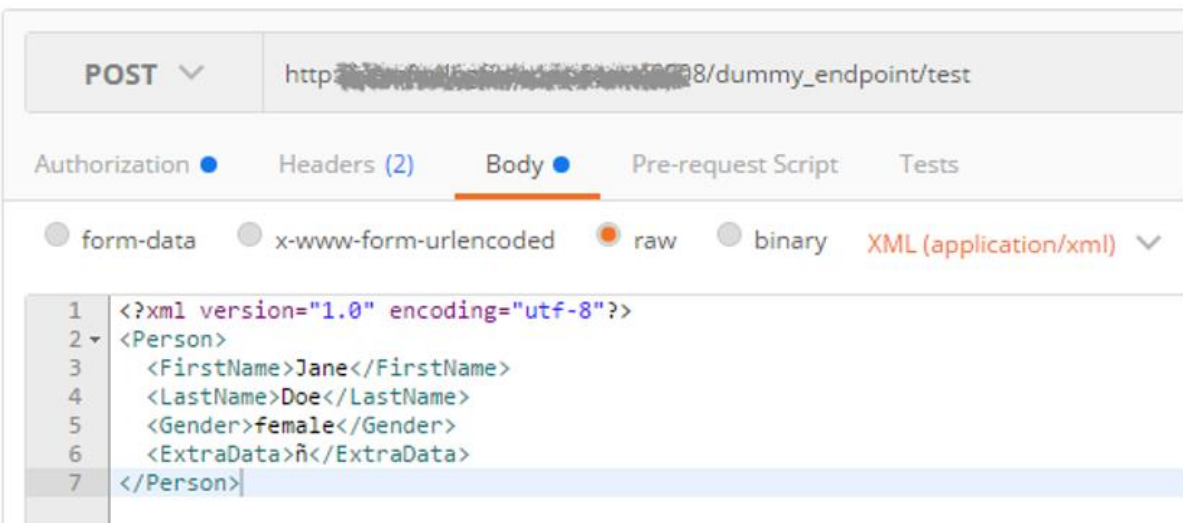 POST http 8/dummy_endpoint/test
Authorization Headers (2) Body Pre-request Script Tests
form-data x-www-form-urlencoded raw binary XML (application/xml)
1 <?xml version="1.0" encoding="utf-8"?>
2 <Person>
3 <FirstName>Jane</FirstName>
4 <LastName>Doe</LastName>
5 <Gender>female</Gender>
6 <ExtraData>ñ</ExtraData>
7 </Person>